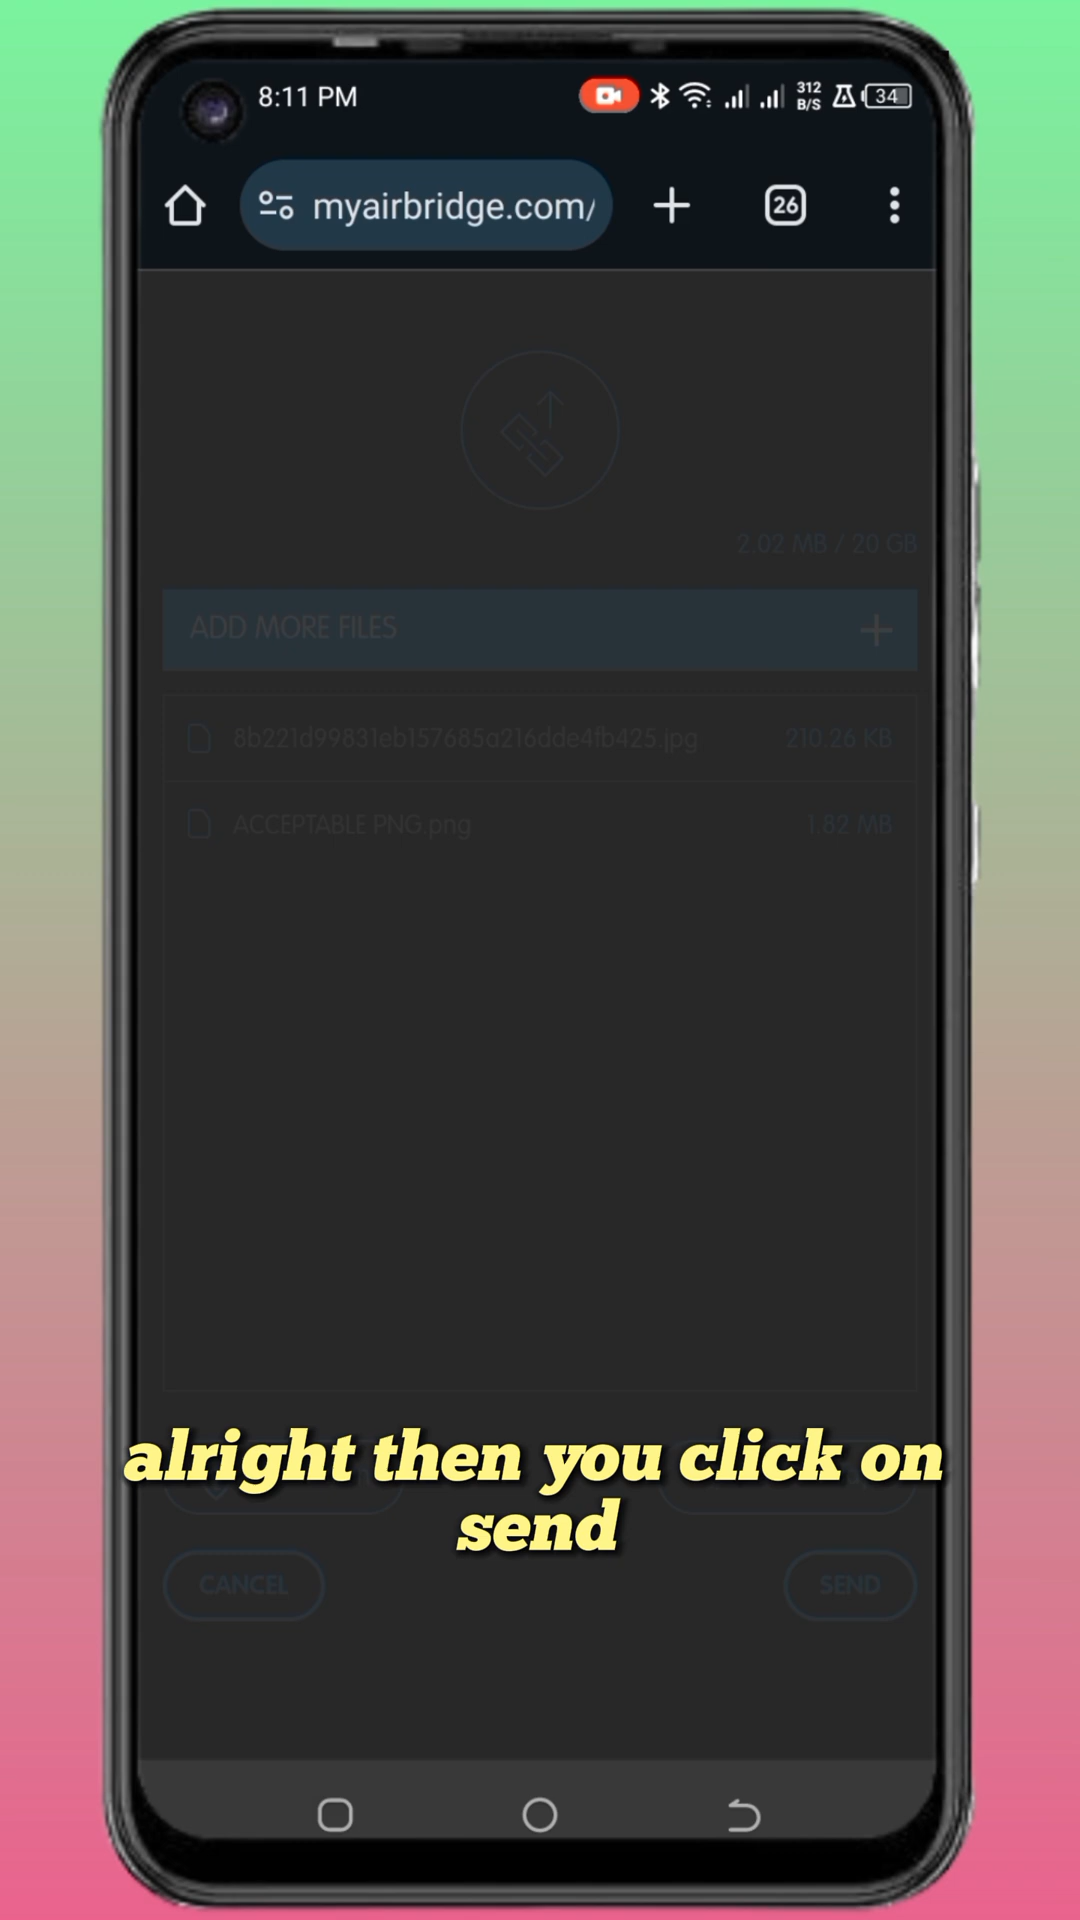 8:11 PM
312
B/S
34
myairbridge.com/
26
2.02 MB / 20 GB
ADD MORE FILES
8b221d99831eb157685a216dde4fb425.jpg 210.26 KB
ACCEPTABLE PNG.png 1.82 MB
alright then you click on
send
CANCEL SEND